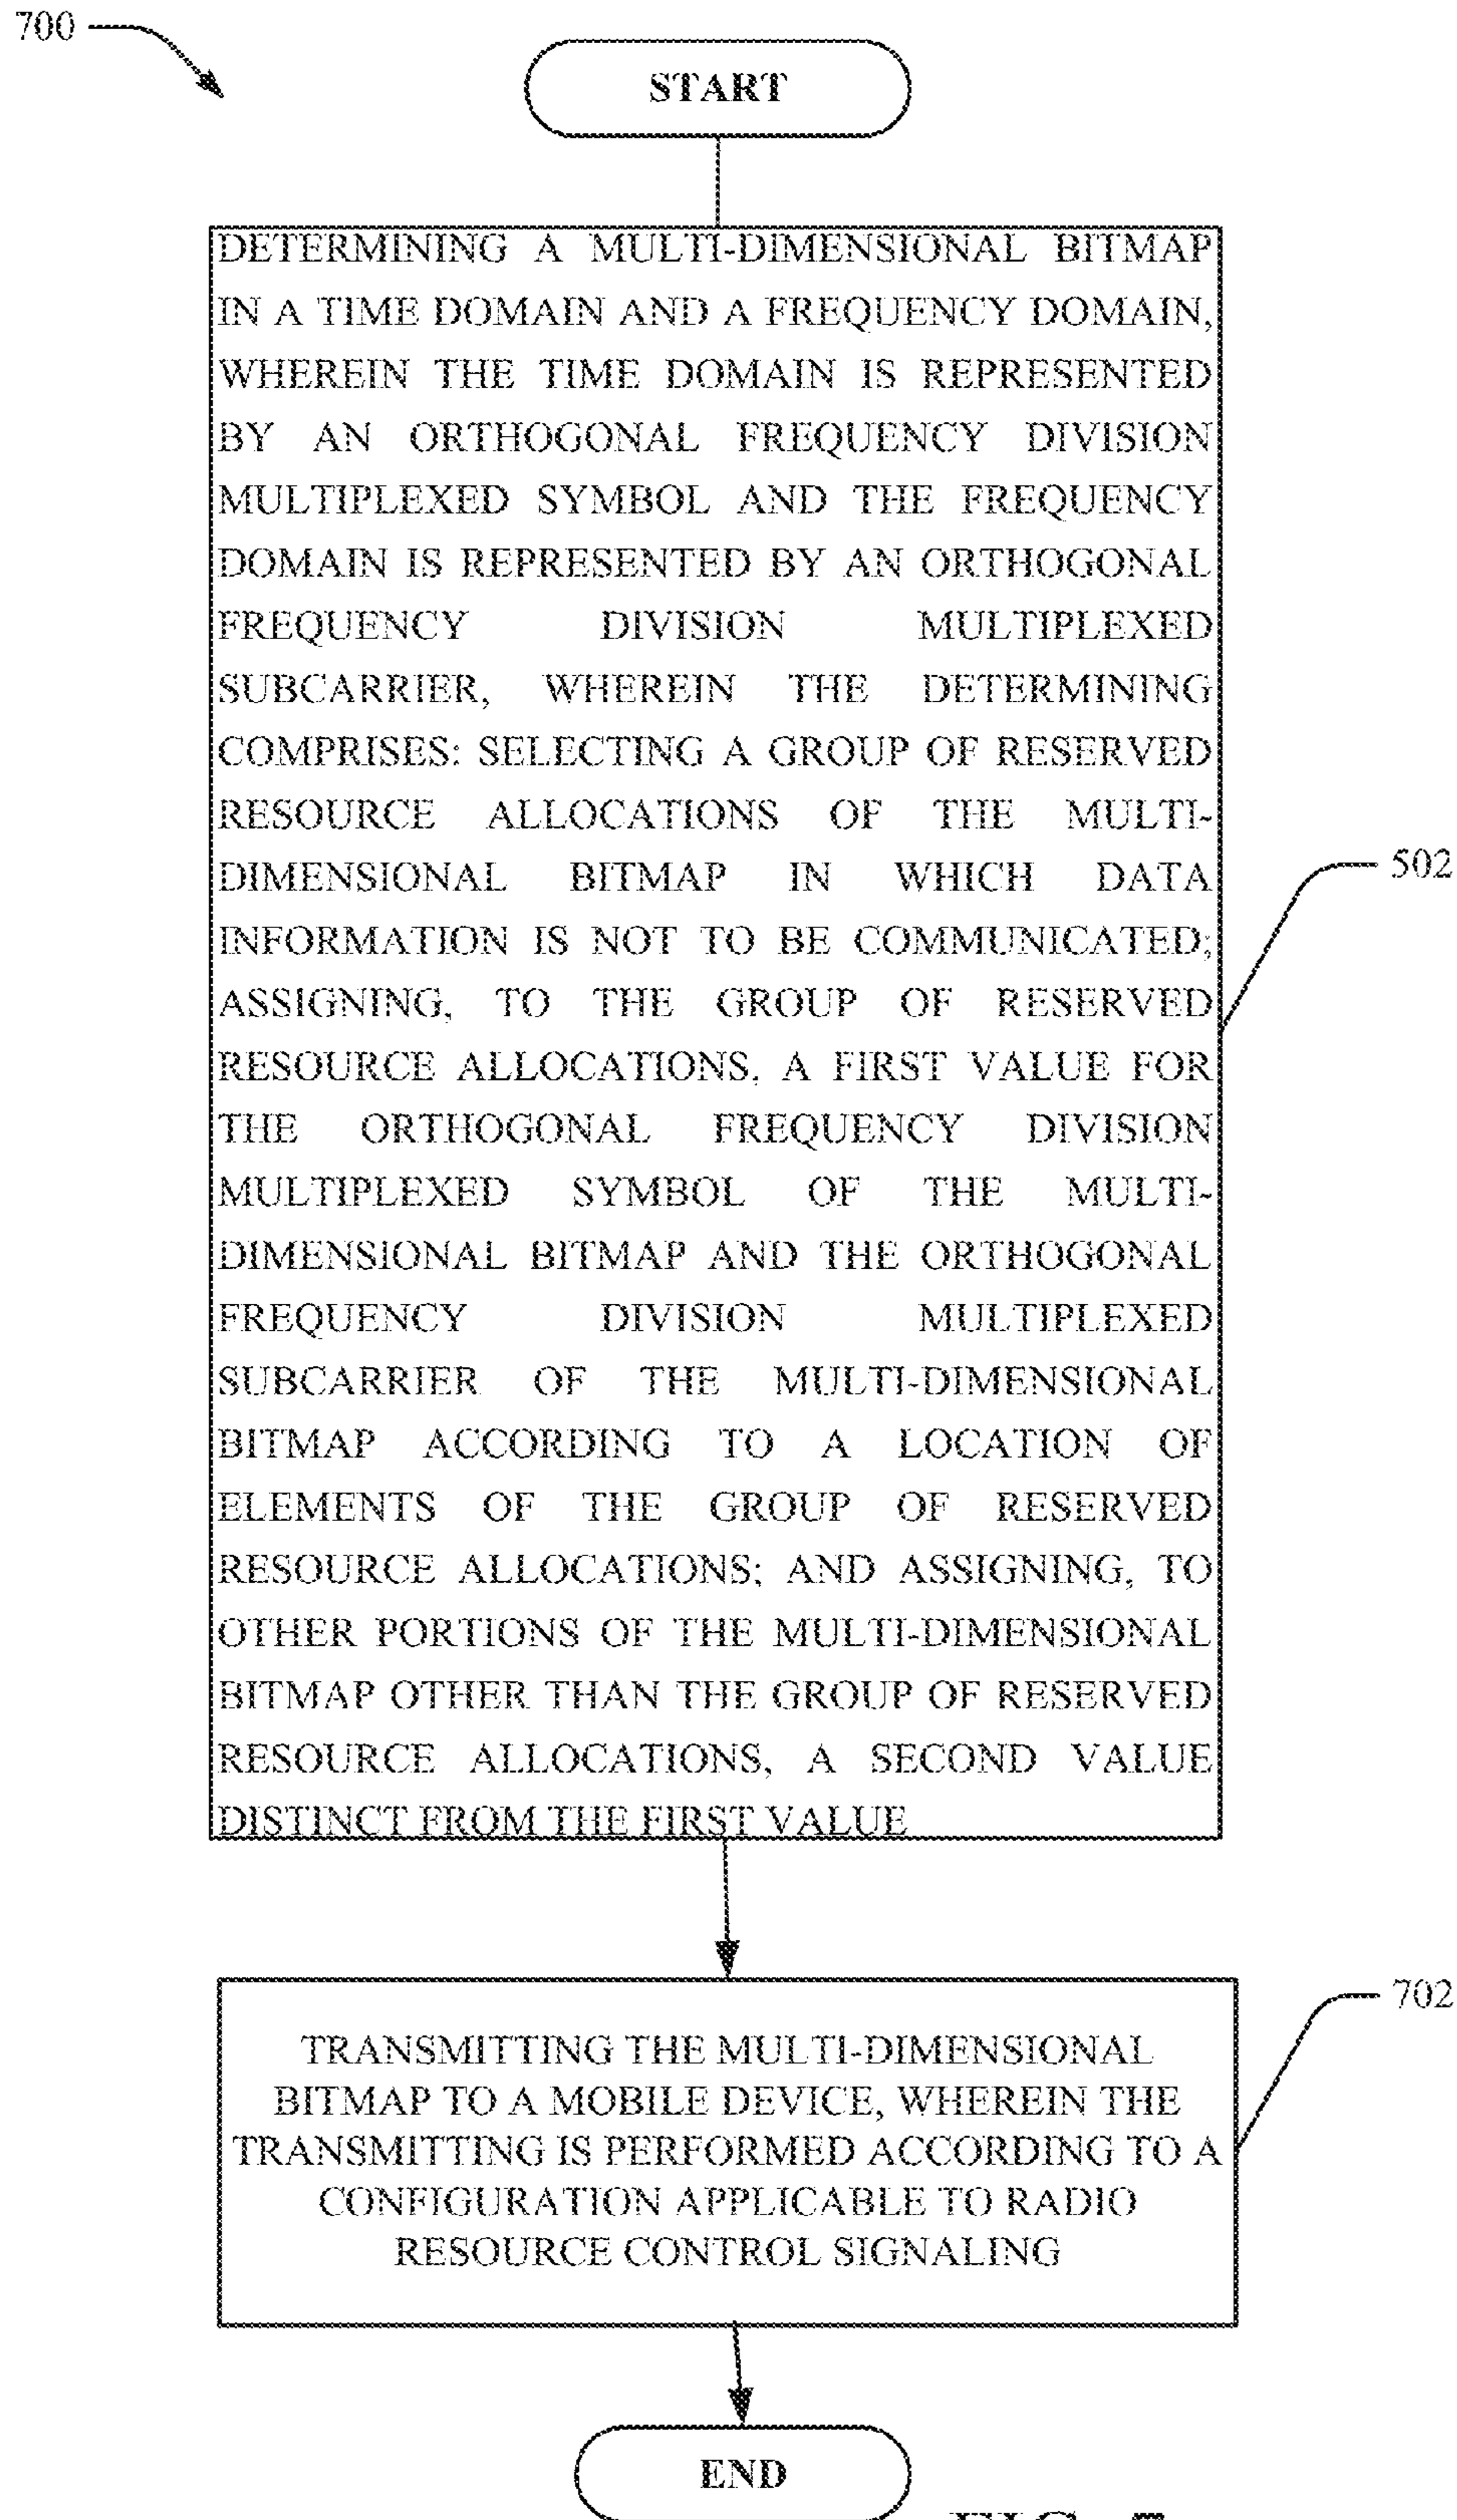 700
START
DETERMINING A MULTI-DIMENSIONAL BITMAP
IN A TIME DOMAIN AND A FREQUENCY DOMAIN,
WHEREIN THE TIME DOMAIN IS REPRESENTED
BY AN ORTHOGONAL FREQUENCY DIVISION
MULTIPLEXED SYMBOL AND THE FREQUENCY
DOMAIN IS REPRESENTED BY AN ORTHOGONAL
FREQUENCY DIVISION MULTIPLEXED
SUBCARRIER, WHEREIN THE DETERMINING
COMPRISES: SELECTING A GROUP OF RESERVED
RESOURCE ALLOCATIONS OF THE MULTI-
DIMENSIONAL BITMAP IN WHICH DATA
INFORMATION IS NOT TO BE COMMUNICATED;
ASSIGNING, TO THE GROUP OF RESERVED
RESOURCE ALLOCATIONS, A FIRST VALUE FOR
THE ORTHOGONAL FREQUENCY DIVISION
MULTIPLEXED SYMBOL OF THE MULTI-
DIMENSIONAL BITMAP AND THE ORTHOGONAL
FREQUENCY DIVISION MULTIPLEXED
SUBCARRIER OF THE MULTI-DIMENSIONAL
BITMAP ACCORDING TO A LOCATION OF
ELEMENTS OF THE GROUP OF RESERVED
RESOURCE ALLOCATIONS; AND ASSIGNING, TO
OTHER PORTIONS OF THE MULTI-DIMENSIONAL
BITMAP OTHER THAN THE GROUP OF RESERVED
RESOURCE ALLOCATIONS, A SECOND VALUE
DISTINCT FROM THE FIRST VALUE
502
TRANSMITTING THE MULTI-DIMENSIONAL
BITMAP TO A MOBILE DEVICE, WHEREIN THE
TRANSMITTING IS PERFORMED ACCORDING TO A
CONFIGURATION APPLICABLE TO RADIO
RESOURCE CONTROL SIGNALING
702
END